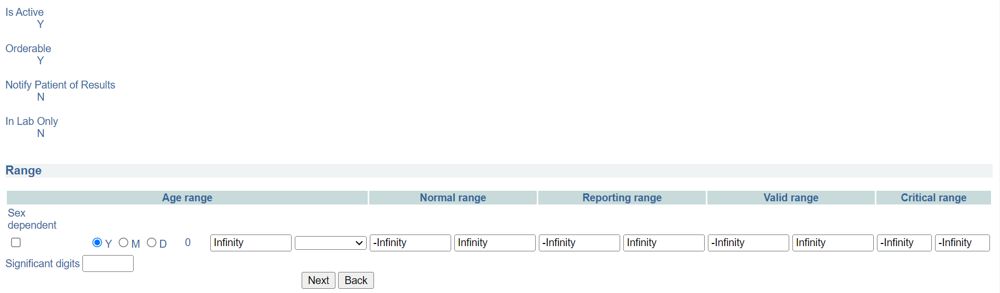 Is Active
Y
Orderable
Y
Notify Patient of Results
N
In Lab Only
N
Range
Age range Normal range Reporting range Valid range Critical range
Sex
dependent
Y M D 0 Infinity -Infinity Infinity -Infinity Infinity -Infinity Infinity -Infinity -Infinity
Significant digits
Next Back